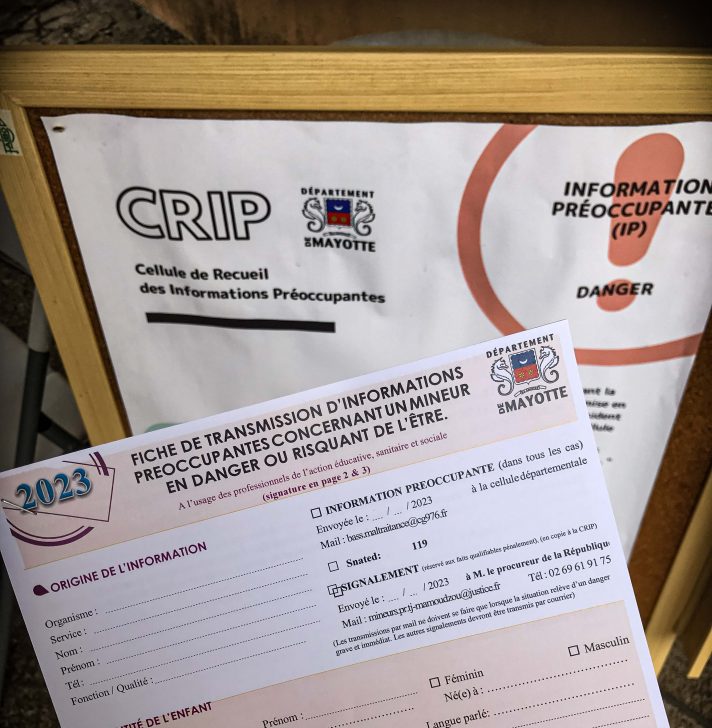 CRIP
DÉPARTEMENT
DE MAYOTTE
Cellule de Recueil
des Informations Préoccupantes
INFORMATION
PRÉOCCUPANTE
(IP)
DANGER
2023
FICHE DE TRANSMISSION D'INFORMATIONS
PREOCCUPANTES CONCERNANT UN MINEUR
EN DANGER OU RISQUANT DE L'ÊTRE.
A l'usage des professionnels de l'action éducative, sanitaire et sociale
(signature en page 2 & 3)
DÉPARTEMENT
DE MAYOTTE
ORIGINE DE L'INFORMATION
Organisme :
Service :
Nom :
Prénom :
Tél :
Fonction / Qualité :
INFORMATION PREOCCUPANTE (dans tous les cas)
Envoyée le : .... / ... / 2023 à la cellule départementale
Mail : bass.maltraitance@cg976.fr
Snated: 119
SIGNALEMENT (réservé aux faits qualifiables pénalement), (en copie à la CRIP)
Envoyé le : .... / ... / 2023 à M. le procureur de la Républiqu
Mail : mineurs.prtj-mamoudzou@justice.fr Tél : 02 69 61 91 75
(Les transmissions par mail ne doivent se faire que lorsque la situation relève d'un danger
grave et immédiat. Les autres signalements devront être transmis par courrier)
TITÉ DE L'ENFANT
Prénom :
Féminin
Masculin
Né(e) à :
Langue parlé: